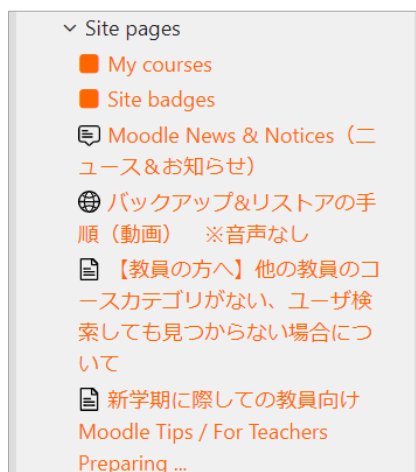 Site pages
My courses
Site badges
Moodle News & Notices（ニ
ュース＆お知らせ）
バックアップ&リストアの手
順（動画）　※音声なし
【教員の方へ】他の教員のコ
ースカテゴリがない、ユーザ検
索しても見つからない場合につ
いて
新学期に際しての教員向け
Moodle Tips / For Teachers
Preparing ...